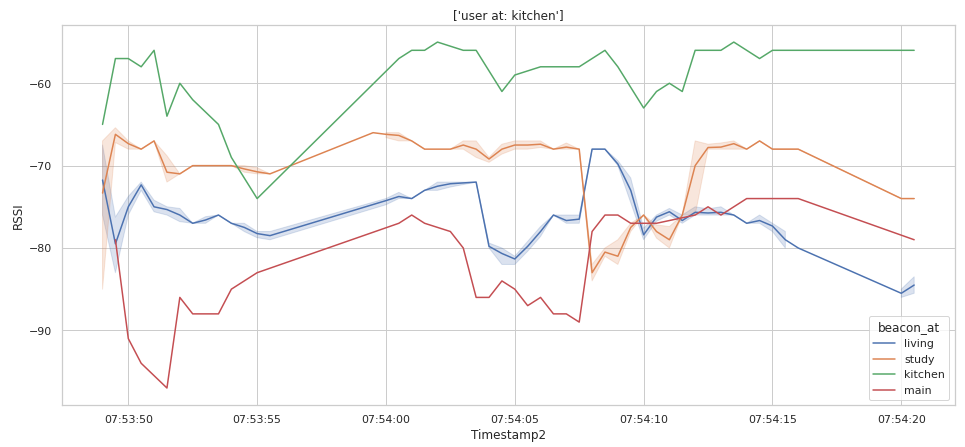 ['user at: kitchen']
RSSI
−60
−70
−80
−90
07:53:50
07:53:55
07:54:00
07:54:05
07:54:10
07:54:15
07:54:20
Timestamp2
beacon_at
living
study
kitchen
main